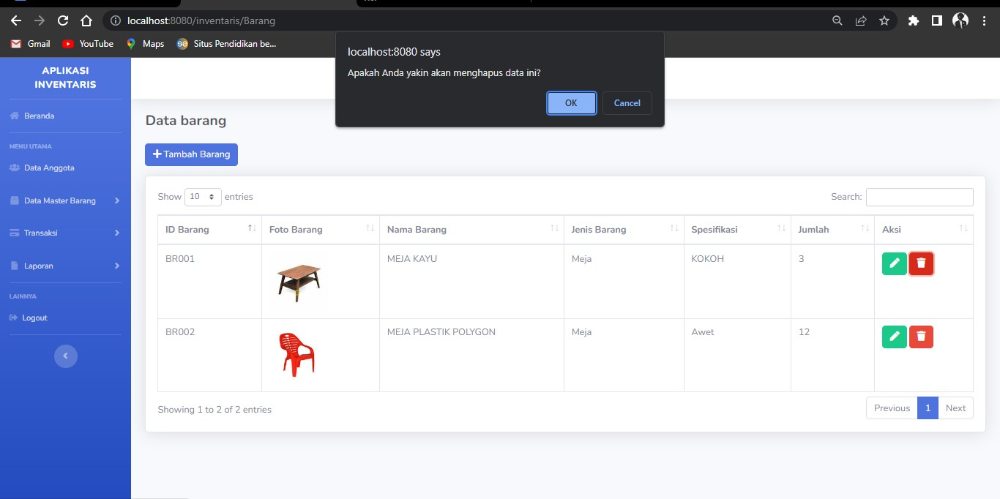 localhost:8080/inventaris/Barang
Gmail
YouTube
Maps
Situs Pendidikan be...
localhost:8080 says
Apakah Anda yakin akan menghapus data ini?
OK
Cancel
APLIKASI
INVENTARIS
Beranda
MENU UTAMA
Data Anggota
Data Master Barang
Transaksi
Laporan
LAINNYA
Logout
Data barang
Tambah Barang
Show 10 entries
Search:
ID Barang Foto Barang Nama Barang Jenis Barang Spesifikasi Jumlah Aksi
BR001 MEJA KAYU Meja KOKOH 3
BR002 MEJA PLASTIK POLYGON Meja Awet 12
Showing 1 to 2 of 2 entries
Previous 1 Next